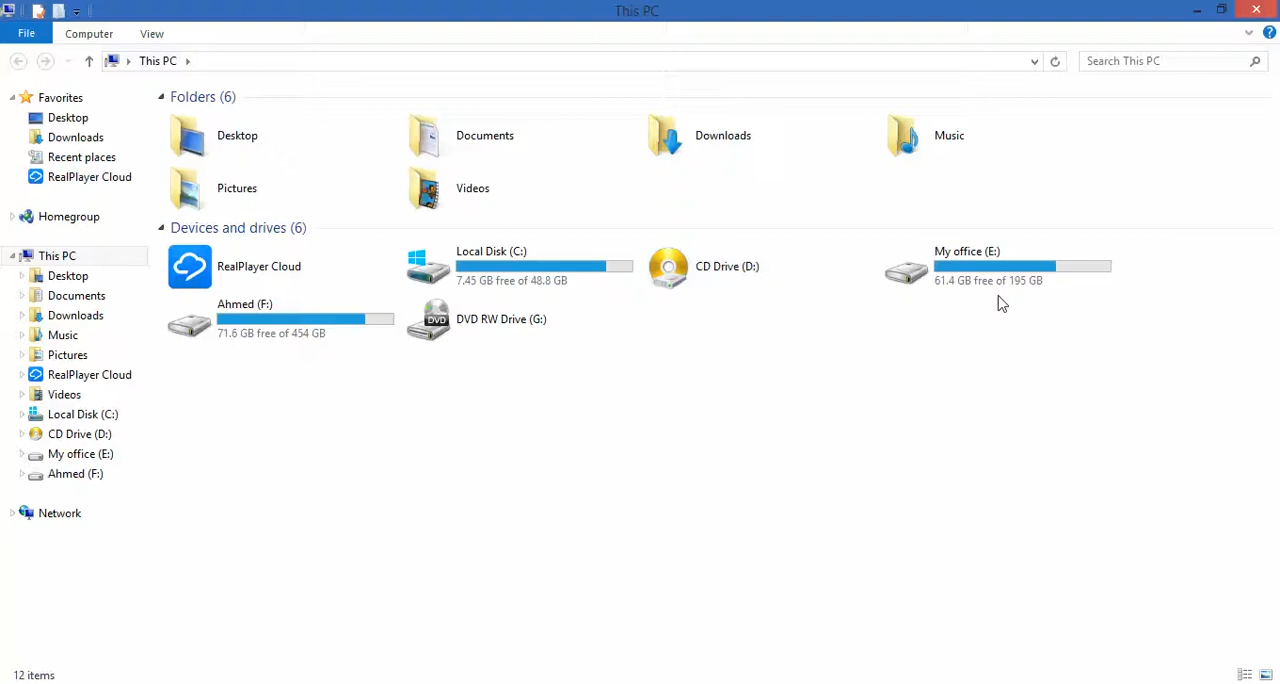 This PC
File Computer View
This PC
Search This PC
Favorites
Desktop
Downloads
Recent places
RealPlayer Cloud
Homegroup
This PC
Desktop
Documents
Downloads
Music
Pictures
RealPlayer Cloud
Videos
Local Disk (C:)
CD Drive (D:)
My office (E:)
Ahmed (F:)
Network
Folders (6)
Desktop
Documents
Downloads
Music
Pictures
Videos
Devices and drives (6)
RealPlayer Cloud
Local Disk (C:)
7.45 GB free of 48.8 GB
CD Drive (D:)
My office (E:)
61.4 GB free of 195 GB
Ahmed (F:)
71.6 GB free of 454 GB
DVD
DVD RW Drive (G:)
12 items